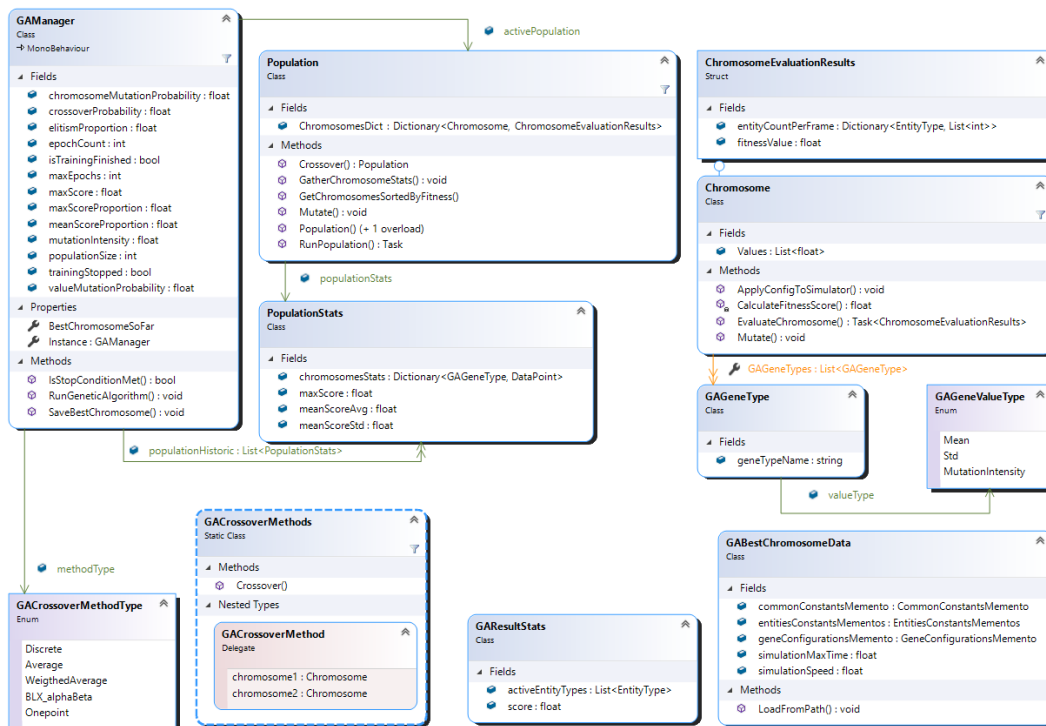 GAManager
Class
MonoBehaviour
Fields
chromosomeMutationProbability : float
crossoverProbability : float
elitismProportion : float
epochCount : int
isTrainingFinished : bool
maxEpochs : int
maxScore : float
maxScoreProportion : float
meanScoreProportion : float
mutationIntensity : float
populationSize : int
trainingStopped : bool
valueMutationProbability : float
Properties
BestChromosomeSoFar
Instance : GAManager
Methods
IsStopConditionMet() : bool
RunGeneticAlgorithm() : void
SaveBestChromosome() : void
activePopulation
Population
Class
Fields
ChromosomesDict : Dictionary<Chromosome, ChromosomeEvaluationResults>
Methods
Crossover() : Population
GatherChromosomeStats() : void
GetChromosomesSortedByFitness()
Mutate() : void
Population() (+ 1 overload)
RunPopulation() : Task
populationStats
PopulationStats
Class
Fields
chromosomesStats : Dictionary<GAGeneType, DataPoint>
maxScore : float
meanScoreAvg : float
meanScoreStd : float
populationHistoric : List<PopulationStats>
ChromosomeEvaluationResults
Struct
Fields
entityCountPerFrame : Dictionary<EntityType, List<int>>
fitnessValue : float
Chromosome
Class
Fields
Values : List<float>
Methods
ApplyConfigToSimulator() : void
CalculateFitnessScore() : float
EvaluateChromosome() : Task<ChromosomeEvaluationResults>
Mutate() : void
GAGeneTypes : List<GAGeneType>
GAGeneType
Class
Fields
geneTypeName : string
GAGeneValueType
Enum
Mean
Std
MutationIntensity
valueType
methodType
GACrossoverMethodType
Enum
Discrete
Average
WeigthedAverage
BLX_alphaBeta
Onepoint
GACrossoverMethods
Static Class
Methods
Crossover()
Nested Types
GACrossoverMethod
Delegate
chromosome1 : Chromosome
chromosome2 : Chromosome
GAResultStats
Class
Fields
activeEntityTypes : List<EntityType>
score : float
GABestChromosomeData
Class
Fields
commonConstantsMemento : CommonConstantsMemento
entitiesConstantsMementos : EntitiesConstantsMementos
geneConfigurationsMemento : GeneConfigurationsMemento
simulationMaxTime : float
simulationSpeed : float
Methods
LoadFromPath() : void